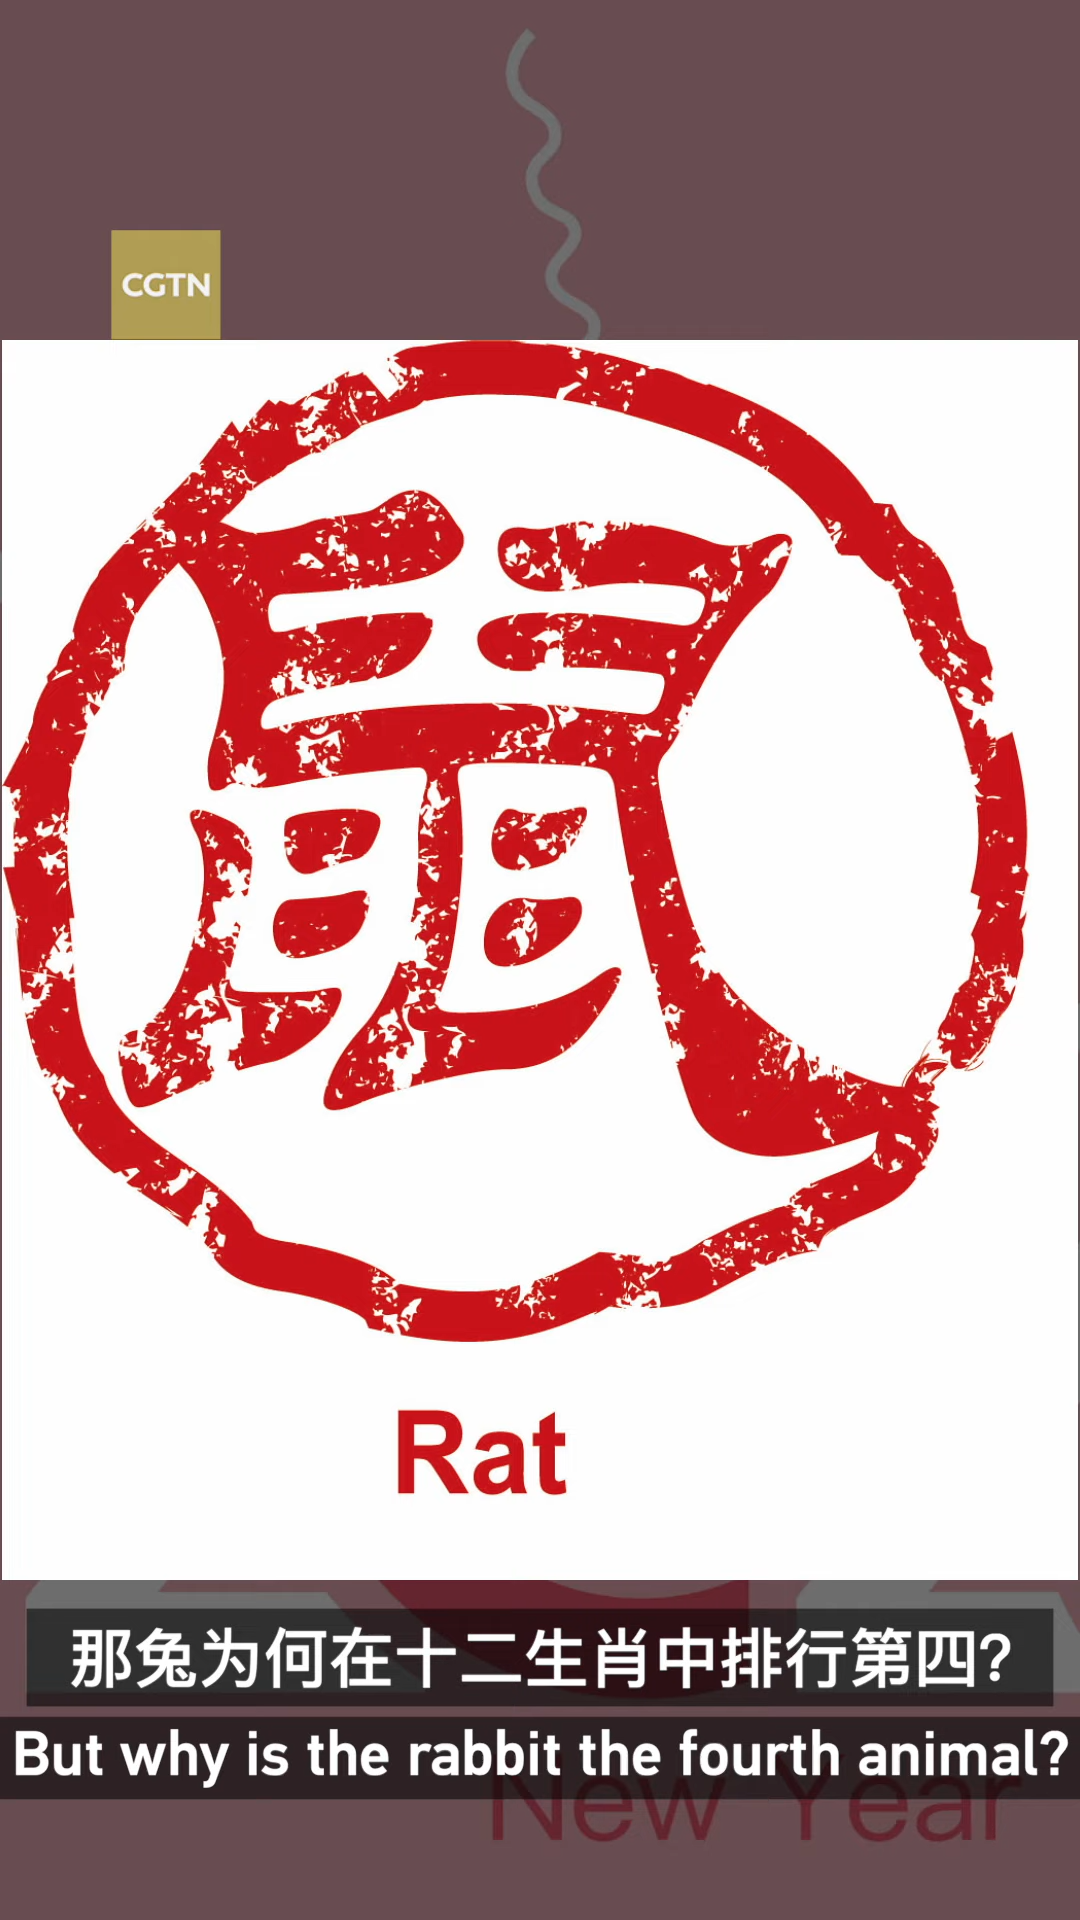 CGTN
鼠
Rat
那兔为何在十二生肖中排行第四?
But why is the rabbit the fourth animal?
New Year